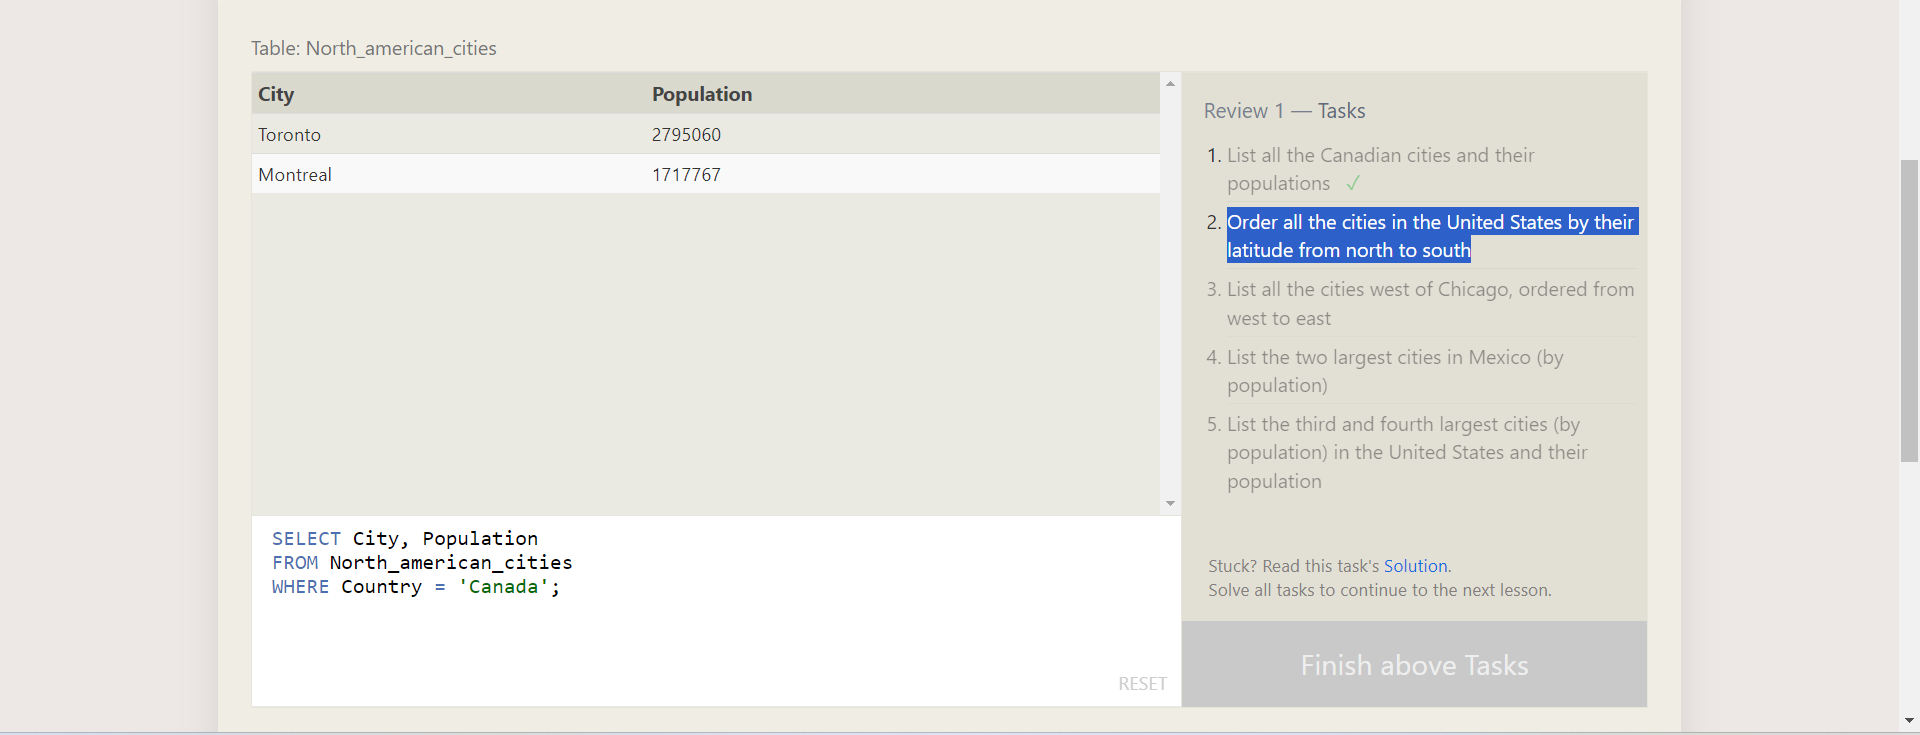 Table: North_american_cities
City Population
Toronto 2795060
Montreal 1717767
SELECT City, Population
FROM North_american_cities
WHERE Country = 'Canada';
RESET
Review 1 — Tasks
1. List all the Canadian cities and their
populations ✓
2. Order all the cities in the United States by their
latitude from north to south
3. List all the cities west of Chicago, ordered from
west to east
4. List the two largest cities in Mexico (by
population)
5. List the third and fourth largest cities (by
population) in the United States and their
population
Stuck? Read this task's Solution.
Solve all tasks to continue to the next lesson.
Finish above Tasks